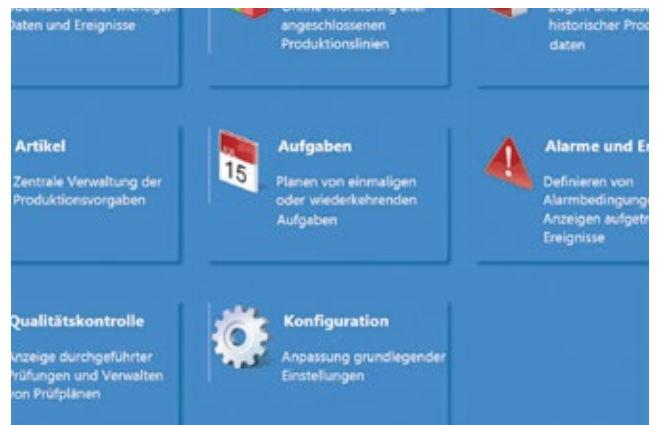 Daten und Ereignisse
angeschlossenen
Produktionslinien
historischer
daten
Artikel
Zentrale Verwaltung der
Produktionsvorgaben
Aufgaben
15
Planen von einmaligen
oder wiederkehrenden
Aufgaben
Alarme und
Definieren von
Anzeigen
Ereignisse
Qualitätskontrolle
Anzeige durchgeführter
Prüfungen und Verwalten
von Prüfplänen
Konfiguration
Anpassung grundlegender
Einstellungen